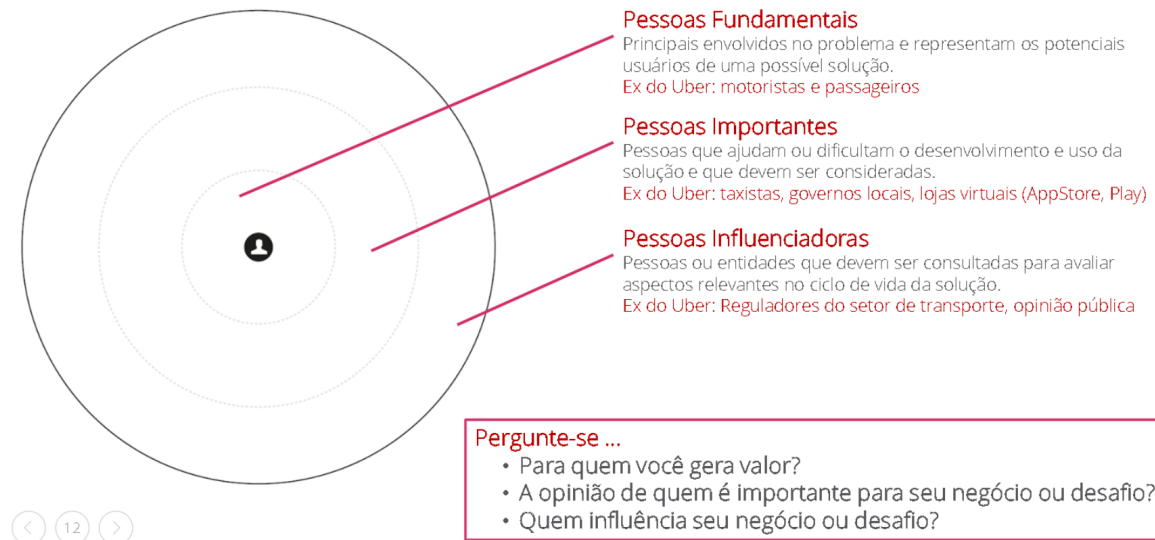 Pessoas Fundamentais
Principais envolvidos no problema e representam os potenciais
usuários de uma possível solução.
Ex do Uber: motoristas e passageiros
Pessoas Importantes
Pessoas que ajudam ou dificultam o desenvolvimento e uso da
solução e que devem ser consideradas.
Ex do Uber: taxistas, governos locais, lojas virtuais (AppStore, Play)
Pessoas Influenciadoras
Pessoas ou entidades que devem ser consultadas para avaliar
aspectos relevantes no ciclo de vida da solução.
Ex do Uber: Reguladores do setor de transporte, opinião pública
Pergunte-se ...
• Para quem você gera valor?
• A opinião de quem é importante para seu negócio ou desafio?
• Quem influência seu negócio ou desafio?
12